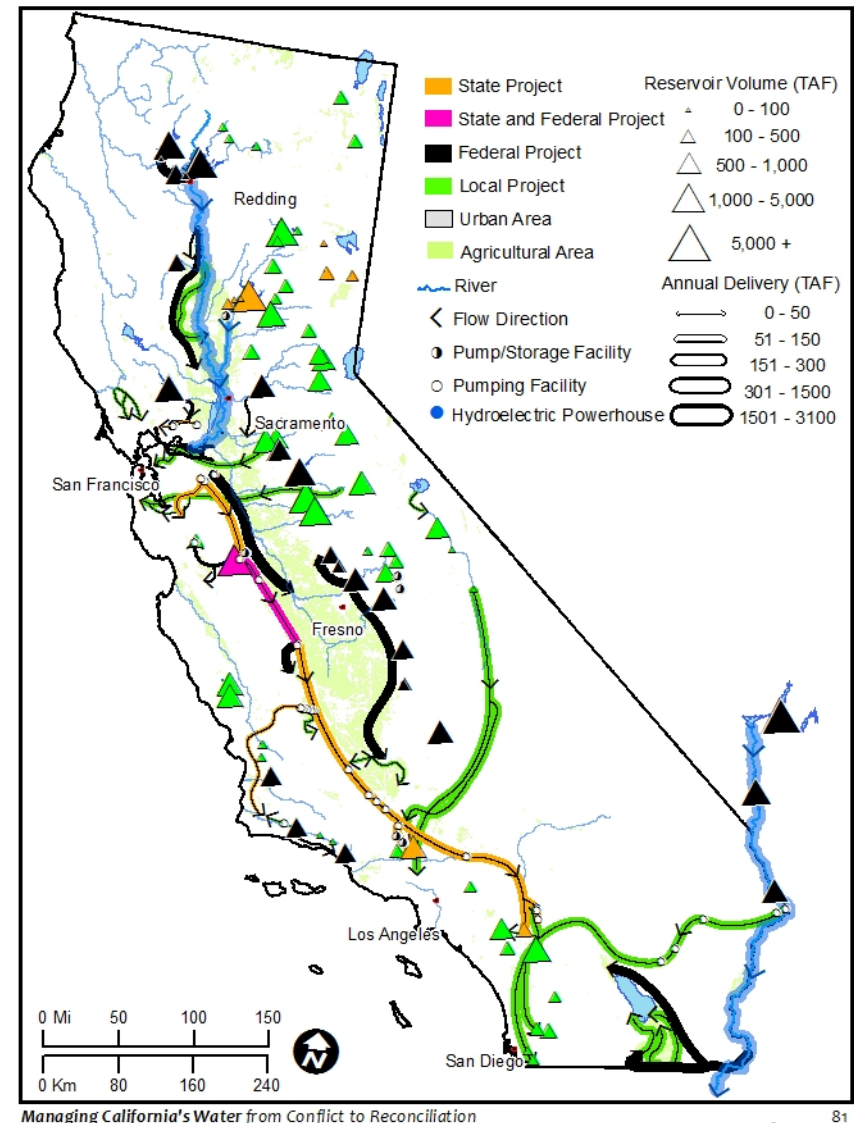 State Project
State and Federal Project
Federal Project
Local Project
Urban Area
Agricultural Area
River
Flow Direction
Pump/Storage Facility
Pumping Facility
Hydroelectric Powerhouse
Reservoir Volume (TAF)
0 - 100
100 - 500
500 - 1,000
1,000 - 5,000
5,000 +
Annual Delivery (TAF)
0 - 50
51 - 150
151 - 300
301 - 1500
1501 - 3100
Redding
Sacramento
San Francisco
Fresno
Los Angeles
San Diego
0 Mi 50 100 150
0 Km 80 160 240
N
Managing California's Water from Conflict to Reconciliation 81